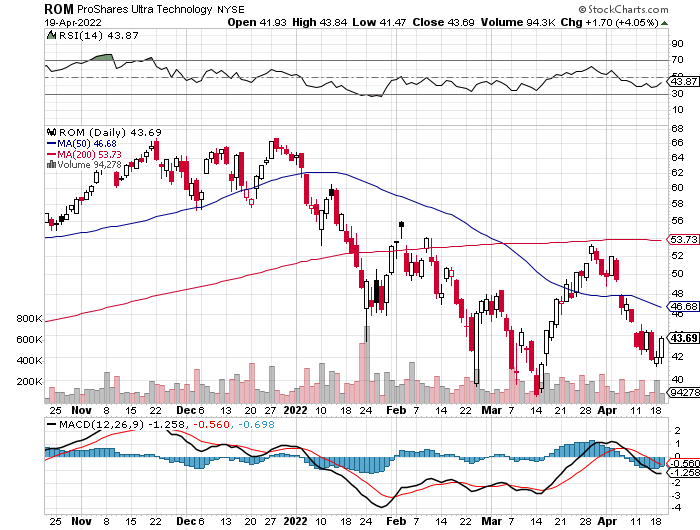 ROM ProShares Ultra Technology NYSE © StockCharts.com
19-Apr-2022 Open 41.93 High 43.84 Low 41.47 Close 43.69 Volume 94.3K Chg +1.70 (+4.05%)
RSI(14) 43.87
90
70
50
43.87
30
10
ROM (Daily) 43.69
MA(50) 46.68
MA(200) 53.73
Volume 94,278
68
66
64
62
60
58
56
53.73
52
50
48
46.68
44
43.69
42
40
94278
800K
600K
400K
200K
25 Nov 8 15 22 Dec 6 13 20 27 2022 10 18 24 Feb 7 14 22 Mar 7 14 21 28 Apr 11 18
MACD(12,26,9) -1.258, -0.560, -0.698
2
1
0
-0.560
-1.258
-2
-3
-4
25 Nov 8 15 22 Dec 6 13 20 27 2022 10 18 24 Feb 7 14 22 Mar 7 14 21 28 Apr 11 18